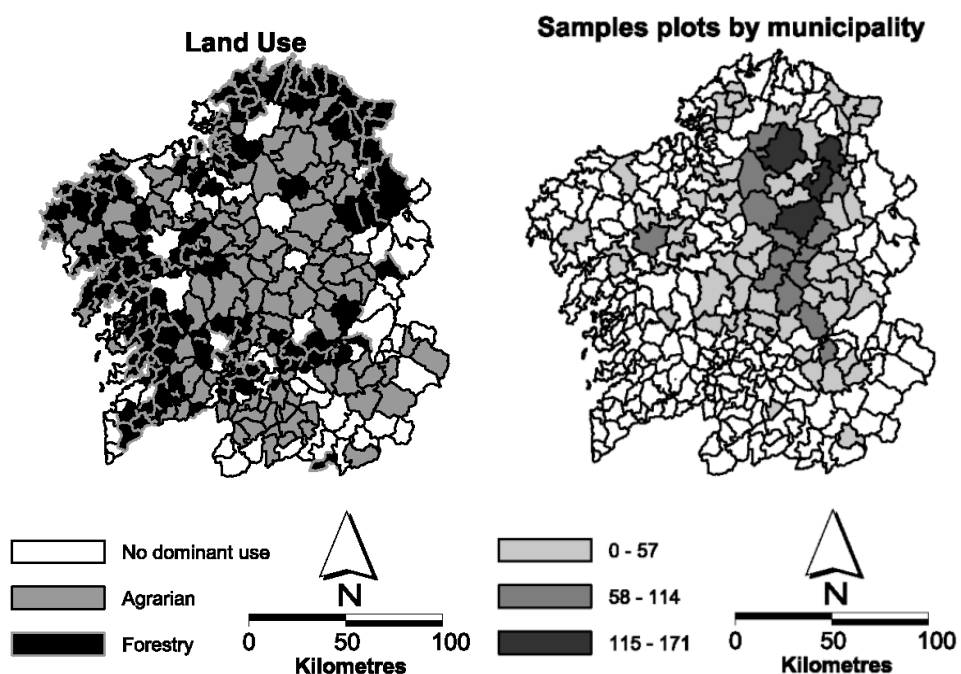 Land Use
No dominant use
Agrarian
Forestry
N
0 50 100
Kilometres
Samples plots by municipality
0 - 57
58 - 114
115 - 171
N
0 50 100
Kilometres